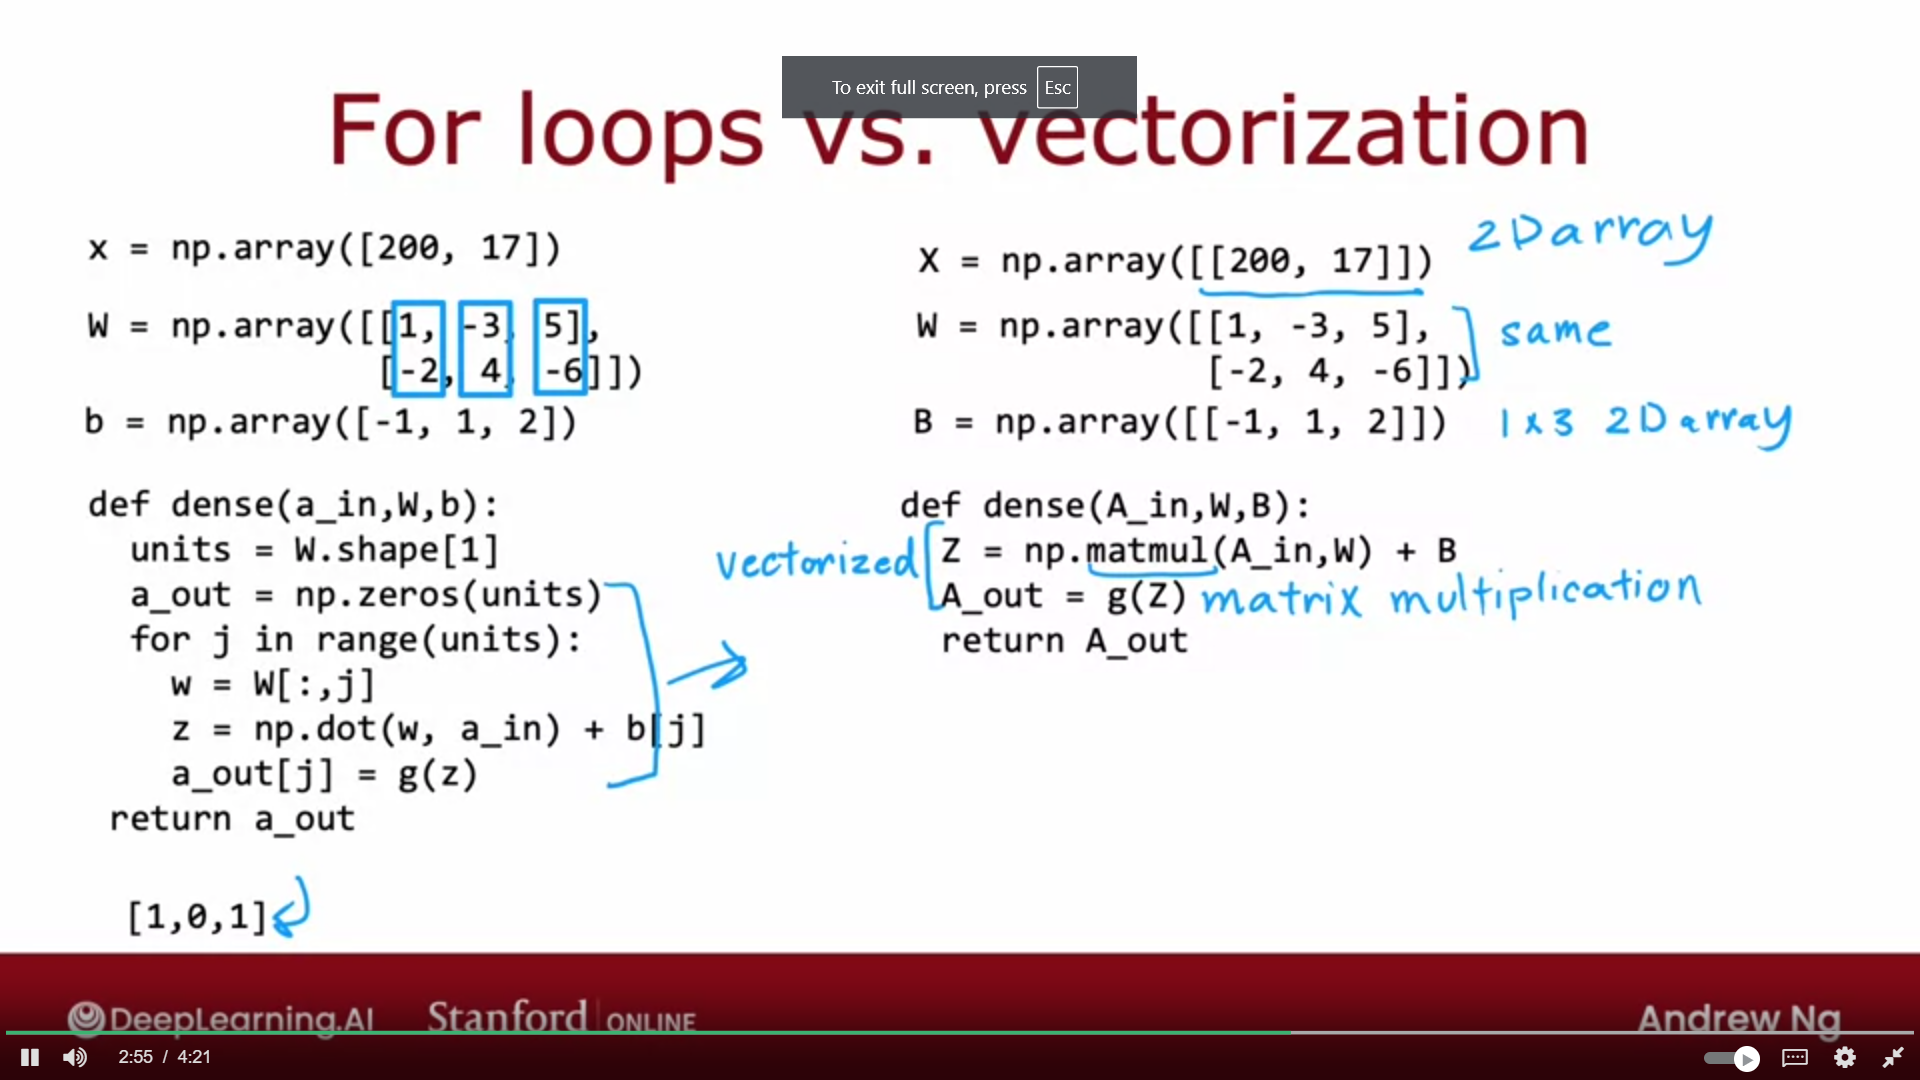 To exit full screen, press Esc
For loops vs. vectorization
x = np.array([200, 17])
W = np.array([[1, -3, 5],
[-2, 4, -6]])
b = np.array([-1, 1, 2])
def dense(a_in,W,b):
units = W.shape[1]
a_out = np.zeros(units)
for j in range(units):
w = W[:,j]
z = np.dot(w, a_in) + b[j]
a_out[j] = g(z)
return a_out
[1,0,1]
X = np.array([[200, 17]]) 2D array
W = np.array([[1, -3, 5], same
[-2, 4, -6]])
B = np.array([[-1, 1, 2]]) 1 x 3 2D array
def dense(A_in,W,B):
vectorized Z = np.matmul(A_in,W) + B
A_out = g(Z) matrix multiplication
return A_out
DeepLearning.AI Stanford ONLINE Andrew Ng
2:55 / 4:21